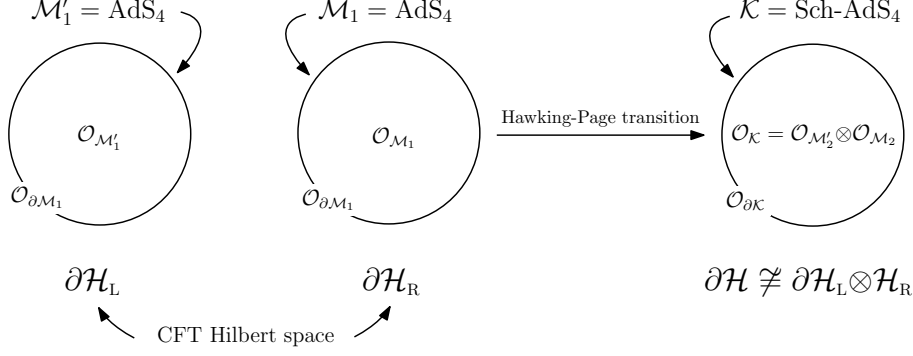 ℳ′₁ = AdS₄
ℳ₁ = AdS₄
𝒦 = Sch-AdS₄
𝒪_{ℳ′₁}
𝒪_{ℳ₁}
Hawking-Page transition
𝒪_𝒦 = 𝒪_{ℳ′₂}⊗𝒪_{ℳ₂}
𝒪_{∂ℳ₁}
𝒪_{∂ℳ₁}
𝒪_{∂𝒦}
∂ℋ_L
∂ℋ_R
∂ℋ ≇ ∂ℋ_L⊗ℋ_R
CFT Hilbert space